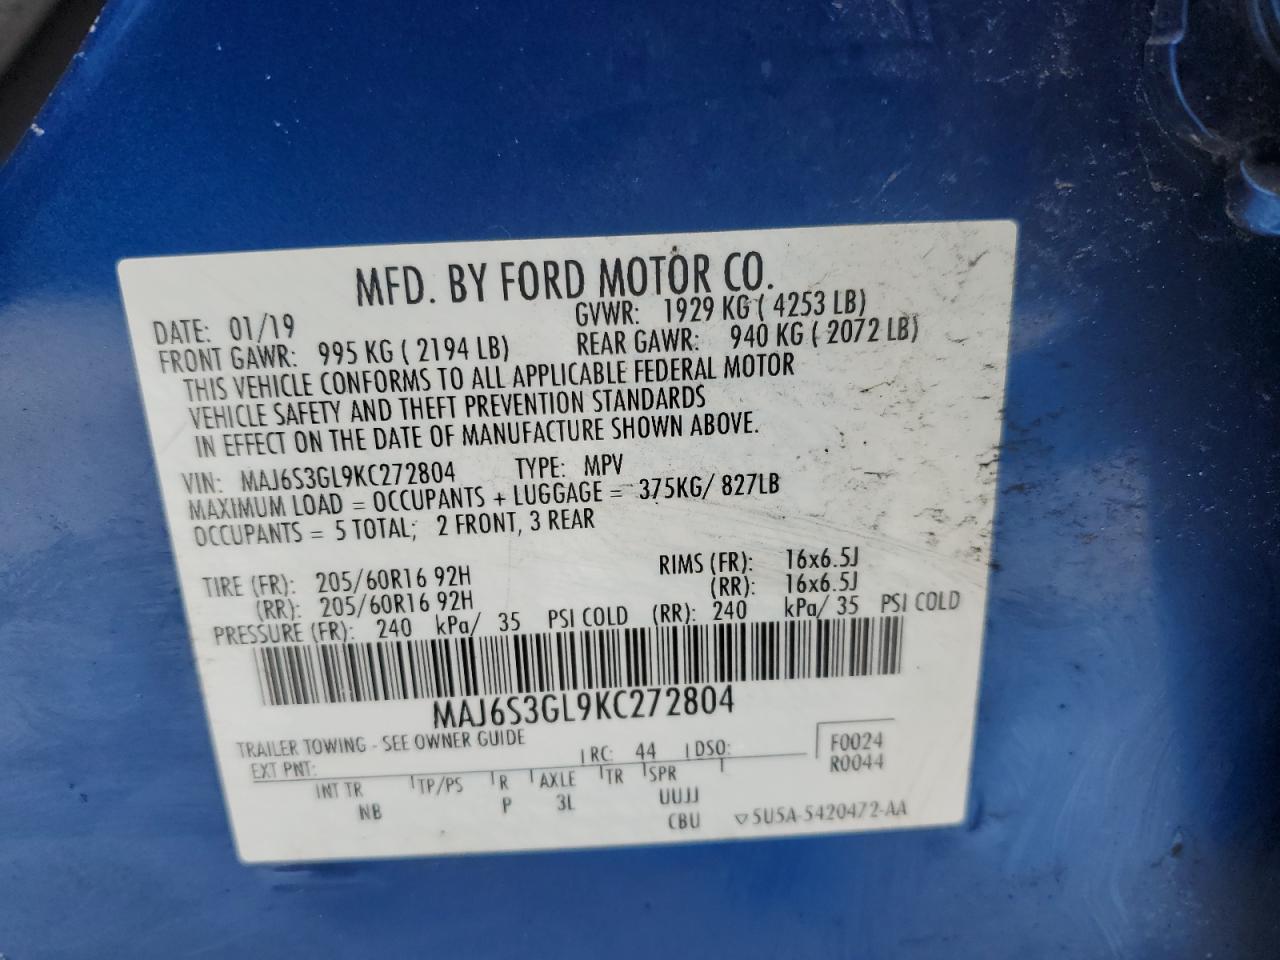 MFD. BY FORD MOTOR CO.
DATE: 01/19 GVWR: 1929 KG ( 4253 LB)
FRONT GAWR: 995 KG ( 2194 LB) REAR GAWR: 940 KG ( 2072 LB)
THIS VEHICLE CONFORMS TO ALL APPLICABLE FEDERAL MOTOR
VEHICLE SAFETY AND THEFT PREVENTION STANDARDS
IN EFFECT ON THE DATE OF MANUFACTURE SHOWN ABOVE.
VIN: MAJ6S3GL9KC272804 TYPE: MPV
MAXIMUM LOAD = OCCUPANTS + LUGGAGE = 375KG/ 827LB
OCCUPANTS = 5 TOTAL; 2 FRONT, 3 REAR
TIRE (FR): 205/60R16 92H RIMS (FR): 16x6.5J
(RR): 205/60R16 92H (RR): 16x6.5J
PRESSURE (FR): 240 kPa/ 35 PSI COLD (RR): 240 kPa/ 35 PSI COLD
MAJ6S3GL9KC272804
TRAILER TOWING - SEE OWNER GUIDE
EXT PNT: RC: 44 DSO: F0024
R0044
INT TR TP/PS R AXLE TR SPR
NB P 3L UUJJ
CBU 5U5A-5420472-AA